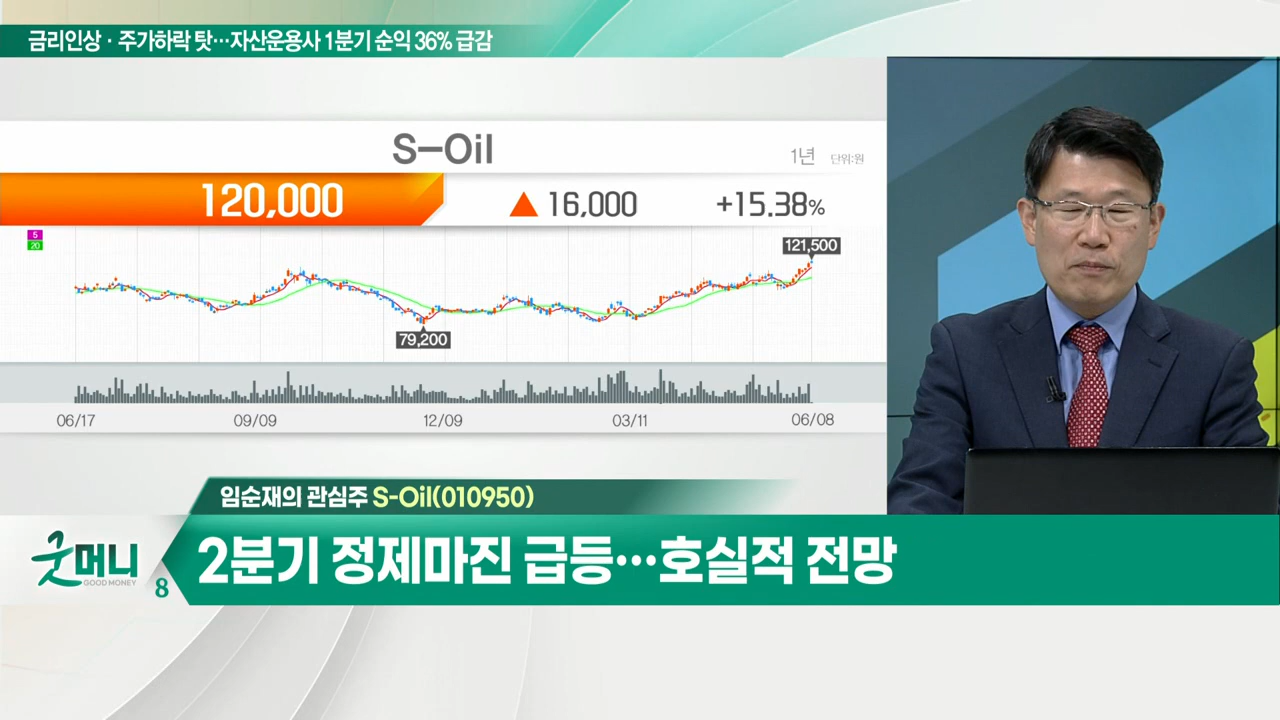 금리인상 · 주가하락 탓…자산운용사 1분기 순익 36% 급감
S-Oil
1년 단위:원
120,000 ▲ 16,000 +15.38%
5
20
121,500
79,200
06/17 09/09 12/09 03/11 06/08
임순재의 관심주 S-Oil(010950)
굿머니
GOOD MONEY
8
2분기 정제마진 급등…호실적 전망